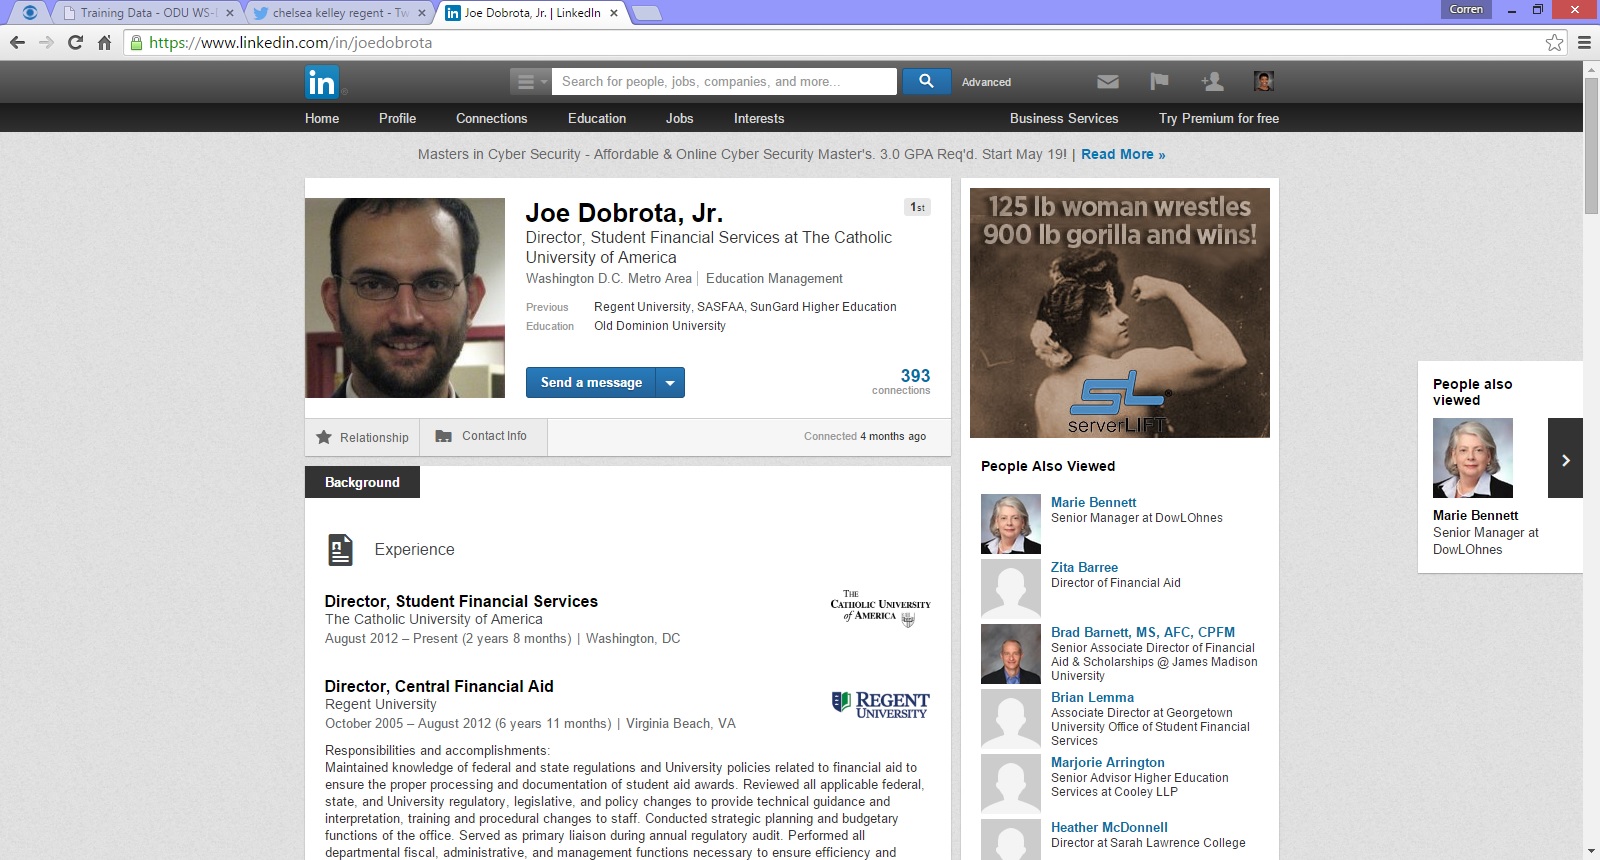 Training Data - ODU WS-
chelsea kelley regent - Tw
Joe Dobrota, Jr. | LinkedIn
Corren
https://www.linkedin.com/in/joedobrota
in
Search for people, jobs, companies, and more...
Advanced
Home Profile Connections Education Jobs Interests Business Services Try Premium for free
Masters in Cyber Security - Affordable & Online Cyber Security Master's. 3.0 GPA Req'd. Start May 19! | Read More »
Joe Dobrota, Jr.
1st
Director, Student Financial Services at The Catholic
University of America
Washington D.C. Metro Area | Education Management
Previous Regent University, SASFAA, SunGard Higher Education
Education Old Dominion University
Send a message
393
connections
Relationship
Contact Info
Connected 4 months ago
Background
Experience
Director, Student Financial Services
The Catholic University of America
August 2012 – Present (2 years 8 months) | Washington, DC
THE
CATHOLIC UNIVERSITY
of AMERICA
Director, Central Financial Aid
Regent University
October 2005 – August 2012 (6 years 11 months) | Virginia Beach, VA
REGENT
UNIVERSITY
Responsibilities and accomplishments:
Maintained knowledge of federal and state regulations and University policies related to financial aid to
ensure the proper processing and documentation of student aid awards. Reviewed all applicable federal,
state, and University regulatory, legislative, and policy changes to provide technical guidance and
interpretation, training and procedural changes to staff. Conducted strategic planning and budgetary
functions of the office. Served as primary liaison during annual regulatory audit. Performed all
departmental fiscal, administrative, and management functions necessary to ensure efficiency and
125 lb woman wrestles
900 lb gorilla and wins!
SL
serverLIFT
People Also Viewed
Marie Bennett
Senior Manager at DowLOhnes
Zita Barree
Director of Financial Aid
Brad Barnett, MS, AFC, CPFM
Senior Associate Director of Financial
Aid & Scholarships @ James Madison
University
Brian Lemma
Associate Director at Georgetown
University Office of Student Financial
Services
Marjorie Arrington
Senior Advisor Higher Education
Services at Cooley LLP
Heather McDonnell
Director at Sarah Lawrence College
People also
viewed
Marie Bennett
Senior Manager at
DowLOhnes